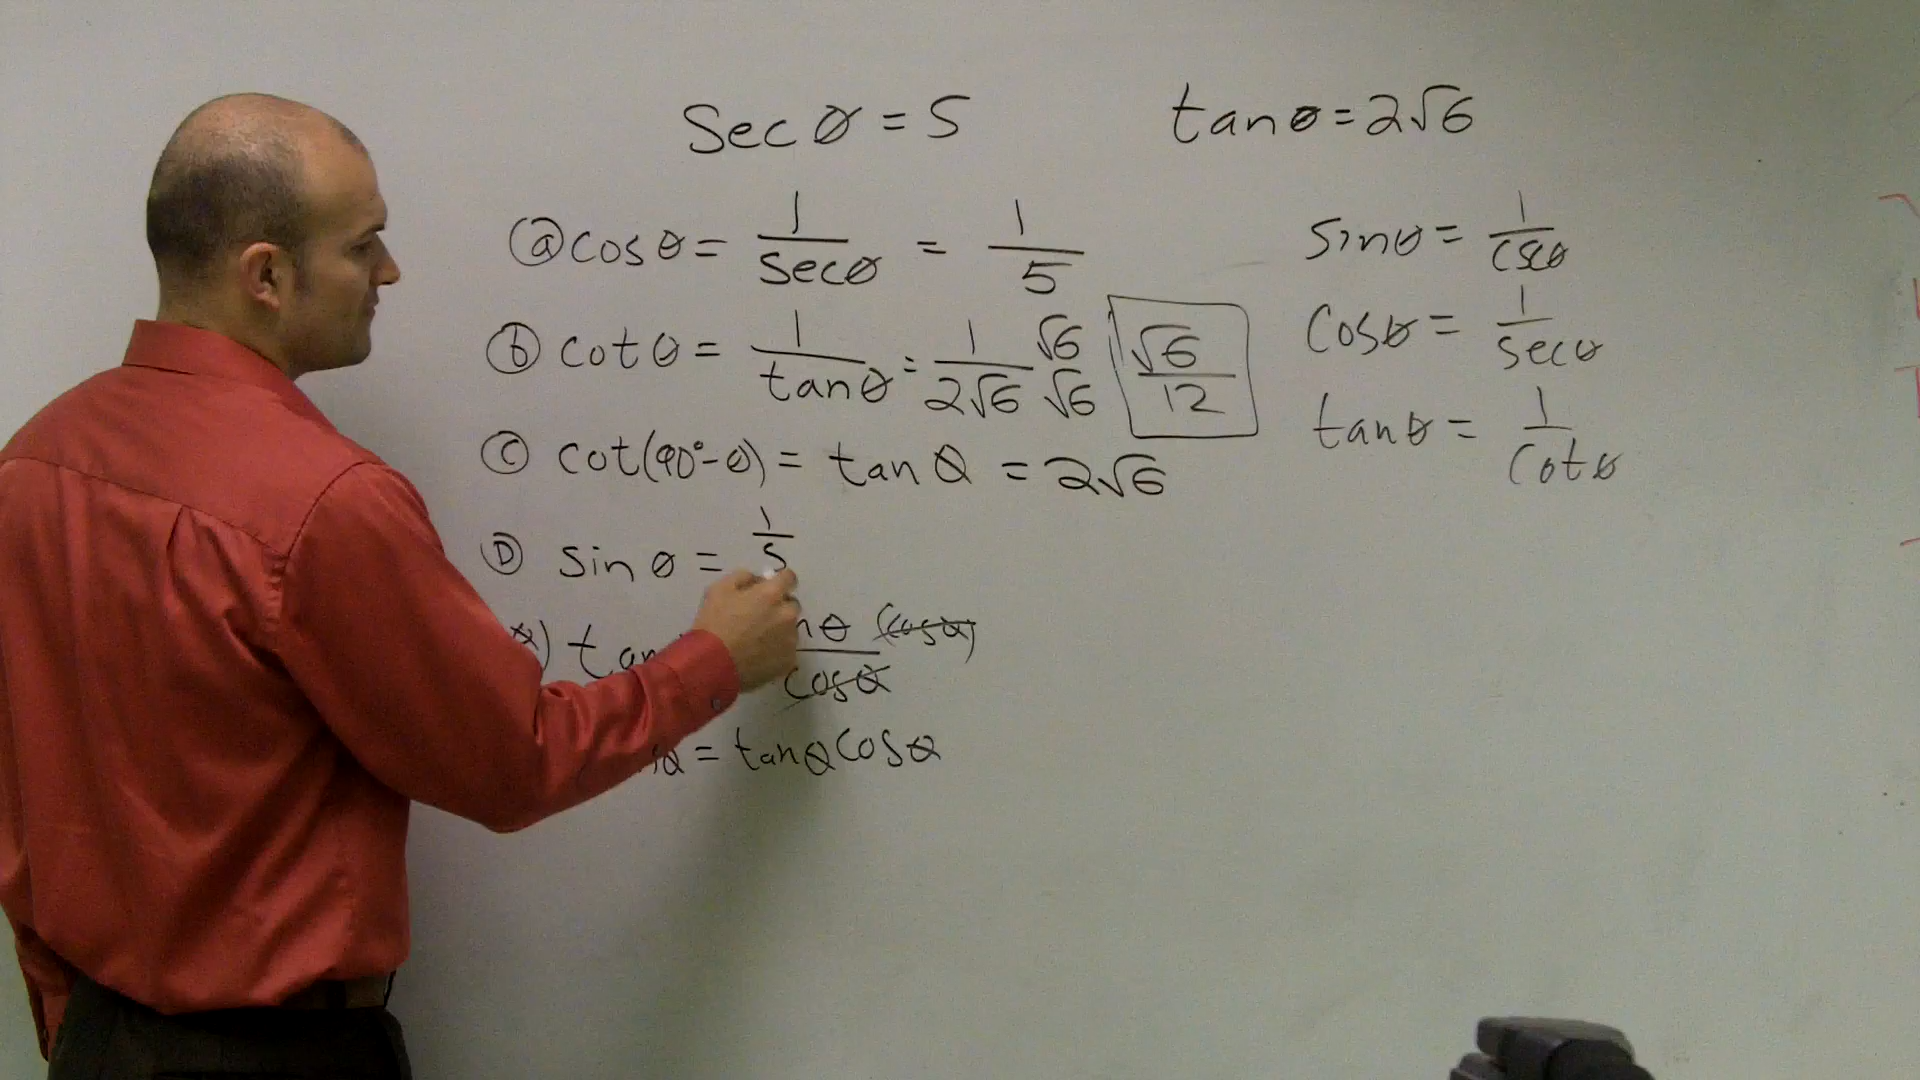 sec θ = 5
tan θ = 2√6
(a) cos θ = 1/sec θ = 1/5
(b) cot θ = 1/tan θ = 1/2√6 √6/√6 √6/12
(c) cot(90° - θ) = tan θ = 2√6
(D) sin θ = 1/5
θ (cos θ)
cos θ
= tan θ cos θ
sin θ = 1/csc θ
cos θ = 1/sec θ
tan θ = 1/cot θ